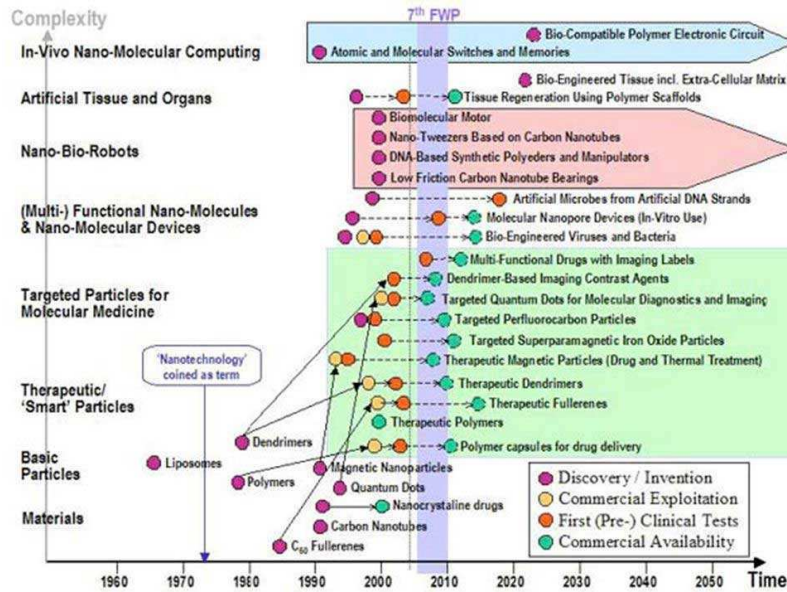 Complexity
7th FWP
In-Vivo Nano-Molecular Computing
Bio-Compatible Polymer Electronic Circuit
Atomic and Molecular Switches and Memories
Bio-Engineered Tissue incl. Extra-Cellular Matrix
Artificial Tissue and Organs
Tissue Regeneration Using Polymer Scaffolds
Nano-Bio-Robots
Biomolecular Motor
Nano-Tweezers Based on Carbon Nanotubes
DNA-Based Synthetic Polyeders and Manipulators
Low Friction Carbon Nanotube Bearings
(Multi-) Functional Nano-Molecules
& Nano-Molecular Devices
Artificial Microbes from Artificial DNA Strands
Molecular Nanopore Devices (In-Vitro Use)
Bio-Engineered Viruses and Bacteria
Targeted Particles for
Molecular Medicine
Multi-Functional Drugs with Imaging Labels
Dendrimer-Based Imaging Contrast Agents
Targeted Quantum Dots for Molecular Diagnostics and Imaging
Targeted Perfluorocarbon Particles
Targeted Superparamagnetic Iron Oxide Particles
Therapeutic Magnetic Particles (Drug and Thermal Treatment)
'Nanotechnology'
coined as term
Therapeutic/
'Smart' Particles
Therapeutic Dendrimers
Therapeutic Fullerenes
Therapeutic Polymers
Dendrimers
Polymer capsules for drug delivery
Basic
Particles
Liposomes
Polymers
Magnetic Nanoparticles
Quantum Dots
Materials
Nanocrystaline drugs
Carbon Nanotubes
C60 Fullerenes
Discovery / Invention
Commercial Exploitation
First (Pre-) Clinical Tests
Commercial Availability
1960 1970 1980 1990 2000 2010 2020 2030 2040 2050 Time